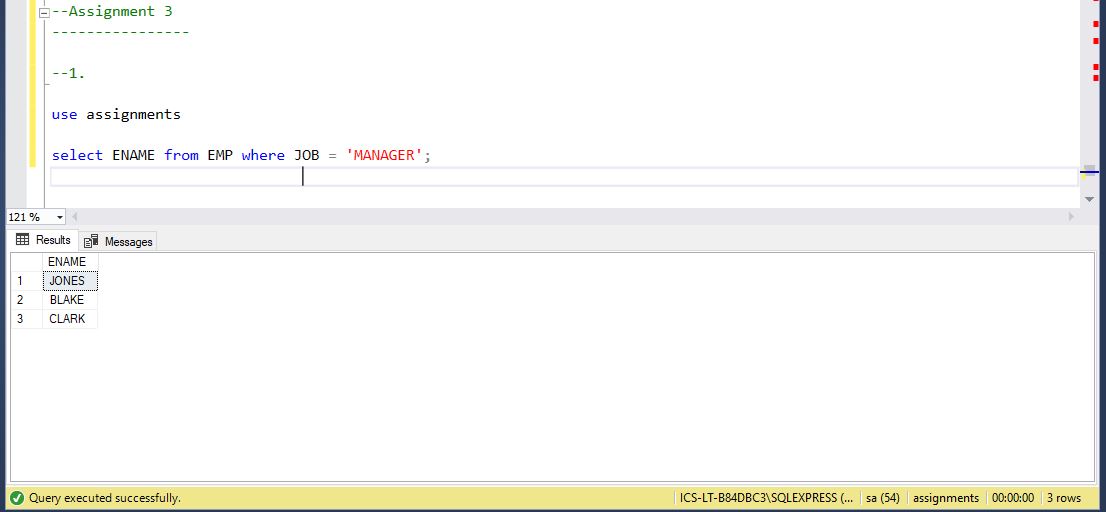 --Assignment 3
----------------
--1.
use assignments
select ENAME from EMP where JOB = 'MANAGER';
121 %
Results Messages
ENAME
1 JONES
2 BLAKE
3 CLARK
Query executed successfully. ICS-LT-B84DBC3\SQLEXPRESS (... sa (54) assignments 00:00:00 3 rows